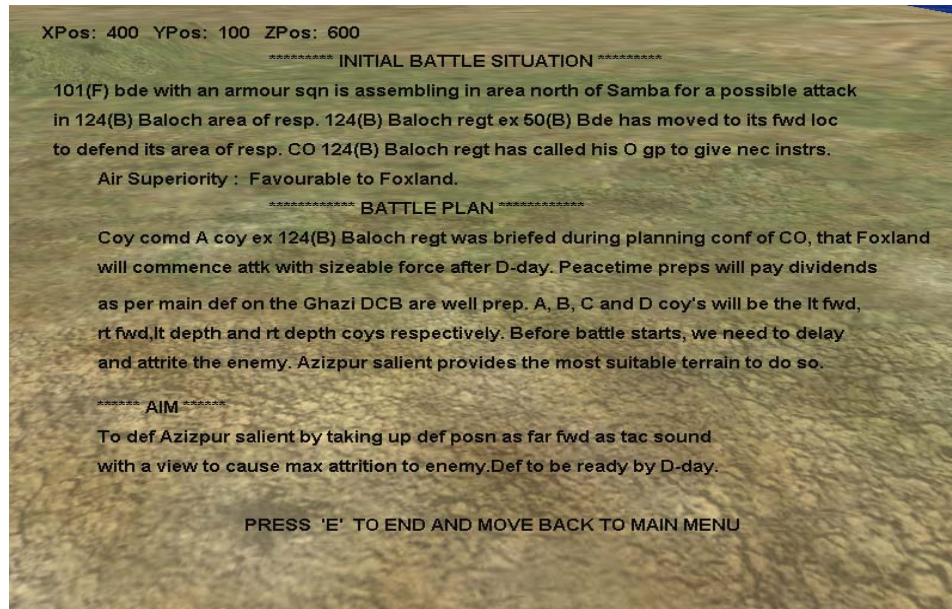 XPos: 400 YPos: 100 ZPos: 600
********* INITIAL BATTLE SITUATION *********
101(F) bde with an armour sqn is assembling in area north of Samba for a possible attack
in 124(B) Baloch area of resp. 124(B) Baloch regt ex 50(B) Bde has moved to its fwd loc
to defend its area of resp. CO 124(B) Baloch regt has called his O gp to give nec instrs.
Air Superiority : Favourable to Foxland.
************ BATTLE PLAN ************
Coy comd A coy ex 124(B) Baloch regt was briefed during planning conf of CO, that Foxland
will commence attk with sizeable force after D-day. Peacetime preps will pay dividends
as per main def on the Ghazi DCB are well prep. A, B, C and D coy's will be the lt fwd,
rt fwd,lt depth and rt depth coys respectively. Before battle starts, we need to delay
and attrite the enemy. Azizpur salient provides the most suitable terrain to do so.
****** AIM ******
To def Azizpur salient by taking up def posn as far fwd as tac sound
with a view to cause max attrition to enemy.Def to be ready by D-day.
PRESS 'E' TO END AND MOVE BACK TO MAIN MENU